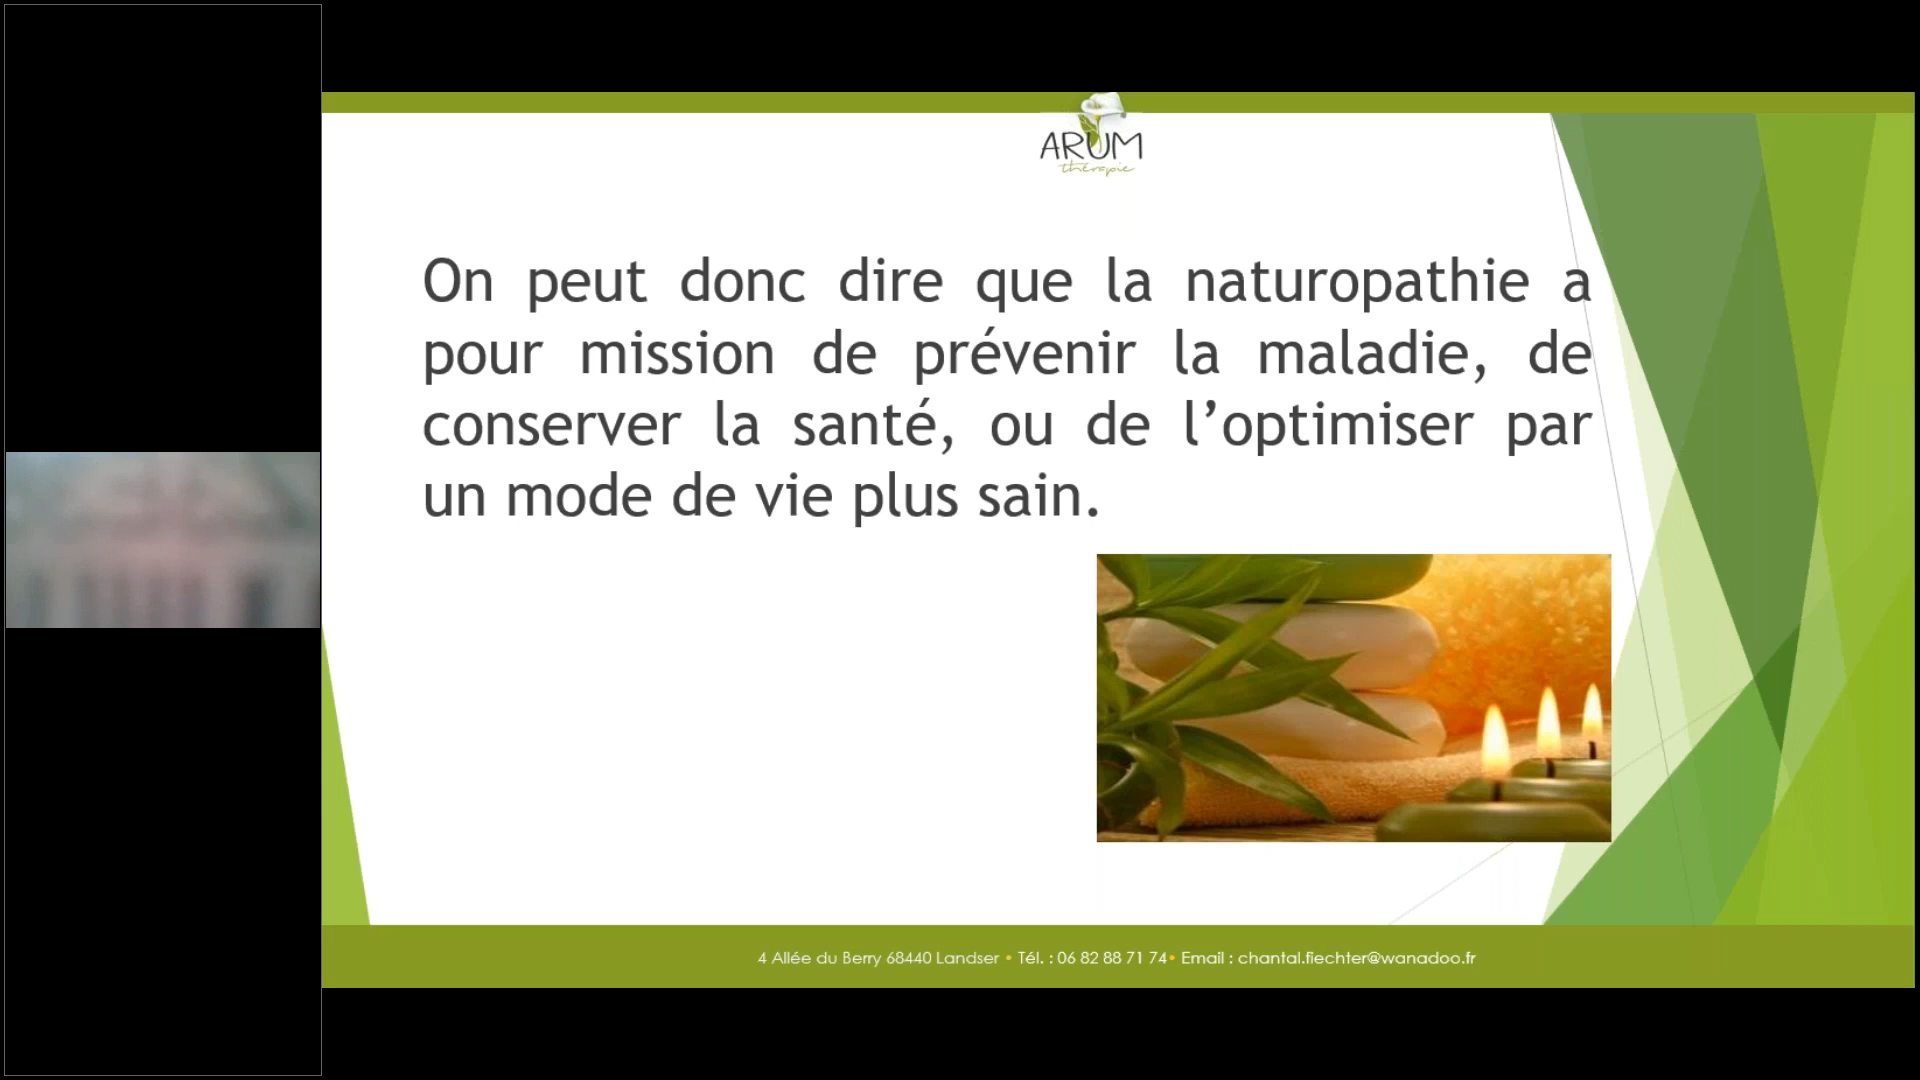 ARUM
thérapie
On peut donc dire que la naturopathie a
pour mission de prévenir la maladie, de
conserver la santé, ou de l’optimiser par
un mode de vie plus sain.
4 Allée du Berry 68440 Landser • Tél. : 06 82 88 71 74• Email : chantal.fiechter@wanadoo.fr